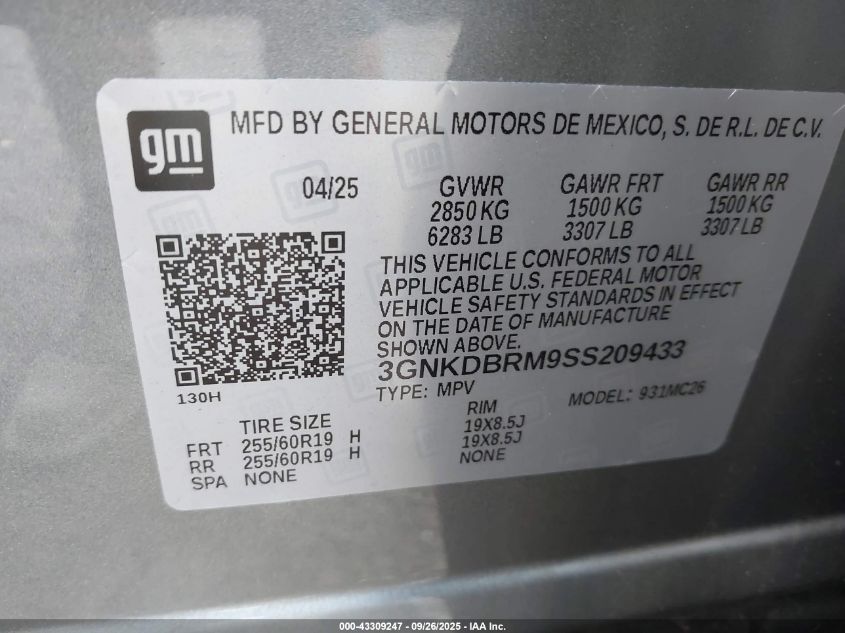 gm
MFD BY GENERAL MOTORS DE MEXICO, S. DE R.L. DE C.V.
04/25 GVWR GAWR FRT GAWR RR
2850 KG 1500 KG 1500 KG
6283 LB 3307 LB 3307 LB
THIS VEHICLE CONFORMS TO ALL
APPLICABLE U.S. FEDERAL MOTOR
VEHICLE SAFETY STANDARDS IN EFFECT
ON THE DATE OF MANUFACTURE
SHOWN ABOVE.
3GNKDBRM9SS209433
130H
TYPE: MPV MODEL: 931MC26
TIRE SIZE RIM
FRT 255/60R19 H 19X8.5J
RR 255/60R19 H 19X8.5J
SPA NONE NONE
000-43309247 - 09/26/2025 - IAA Inc.